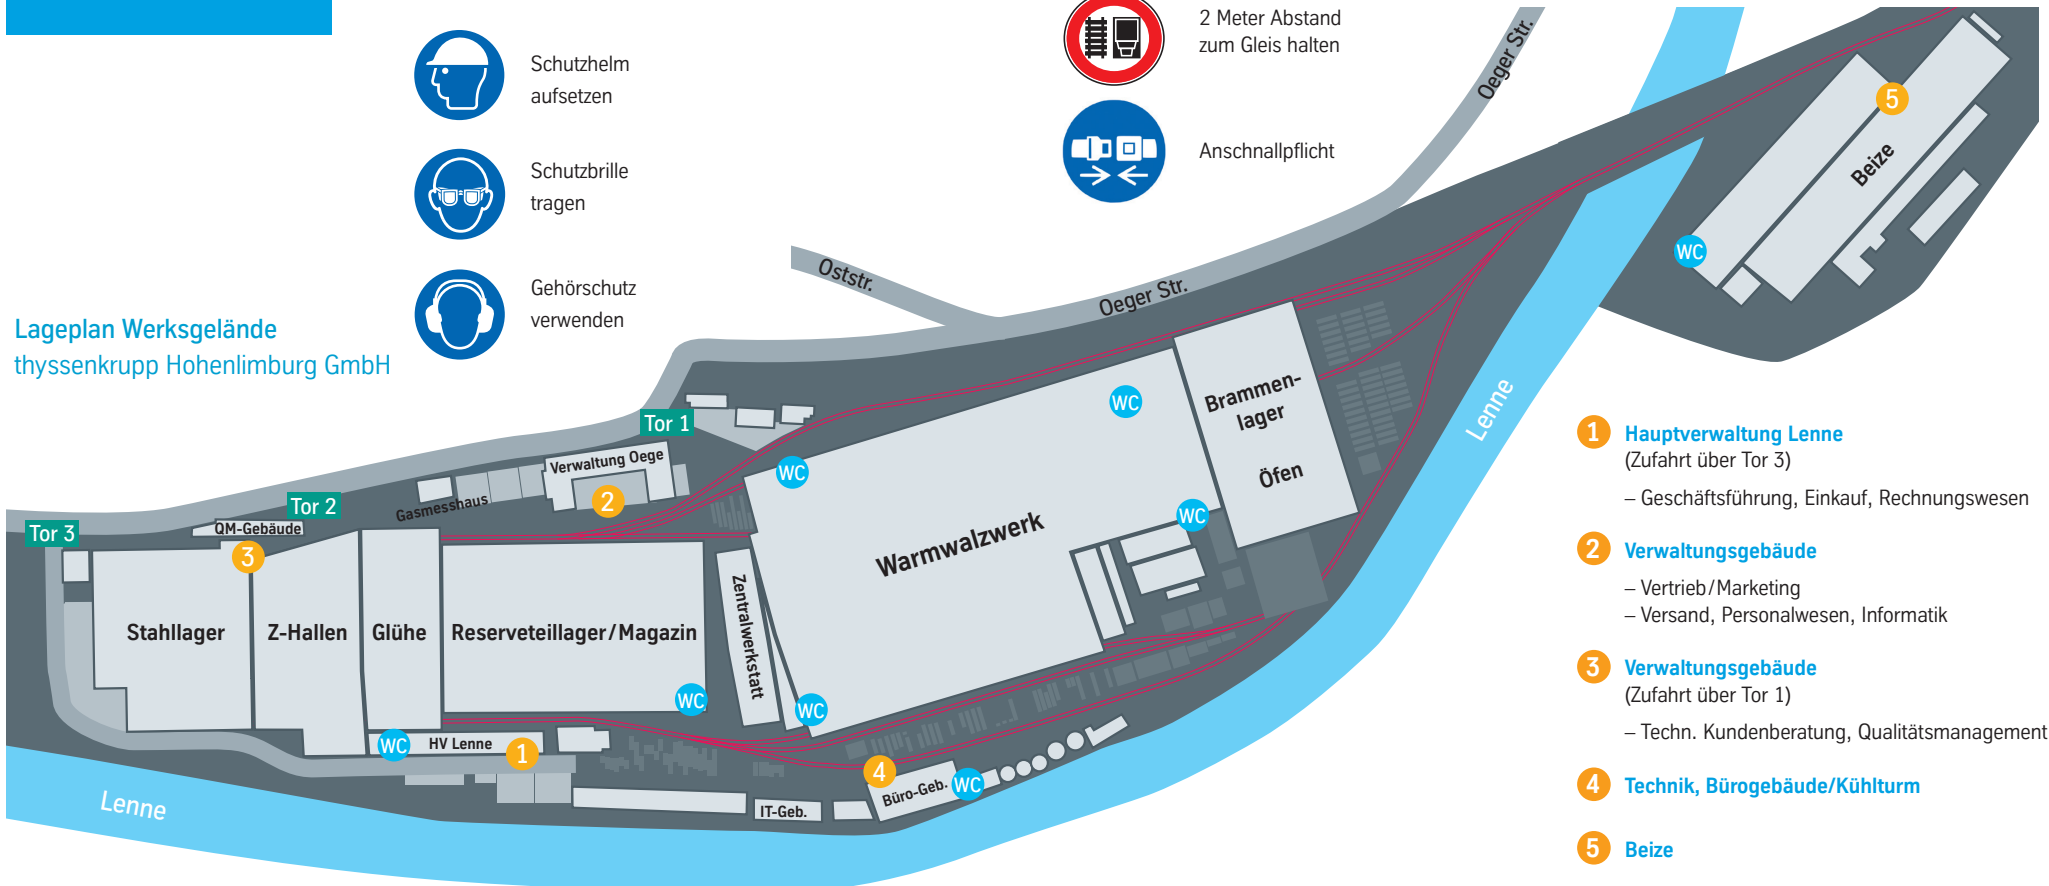 Schutzhelm
aufsetzen
Schutzbrille
tragen
Gehörschutz
verwenden
2 Meter Abstand
zum Gleis halten
Anschnallpflicht
Lageplan Werksgelände
thyssenkrupp Hohenlimburg GmbH
Oeger Str.
Oststr.
Oeger Str.
5
Beize
WC
Lenne
Brammen-
lager
Öfen
WC
WC
WC
Warmwalzwerk
Tor 1
Verwaltung Oege
2
Gasmesshaus
Tor 2
QM-Gebäude
Tor 3
3
Stahllager
Z-Hallen
Glühe
Reserveteillager/Magazin
WC
Zentralwerkstatt
WC
WC
HV Lenne
1
4
Büro-Geb.
WC
IT-Geb.
Lenne
1 Hauptverwaltung Lenne
(Zufahrt über Tor 3)
– Geschäftsführung, Einkauf, Rechnungswesen
2 Verwaltungsgebäude
– Vertrieb/Marketing
– Versand, Personalwesen, Informatik
3 Verwaltungsgebäude
(Zufahrt über Tor 1)
– Techn. Kundenberatung, Qualitätsmanagement
4 Technik, Bürogebäude/Kühlturm
5 Beize